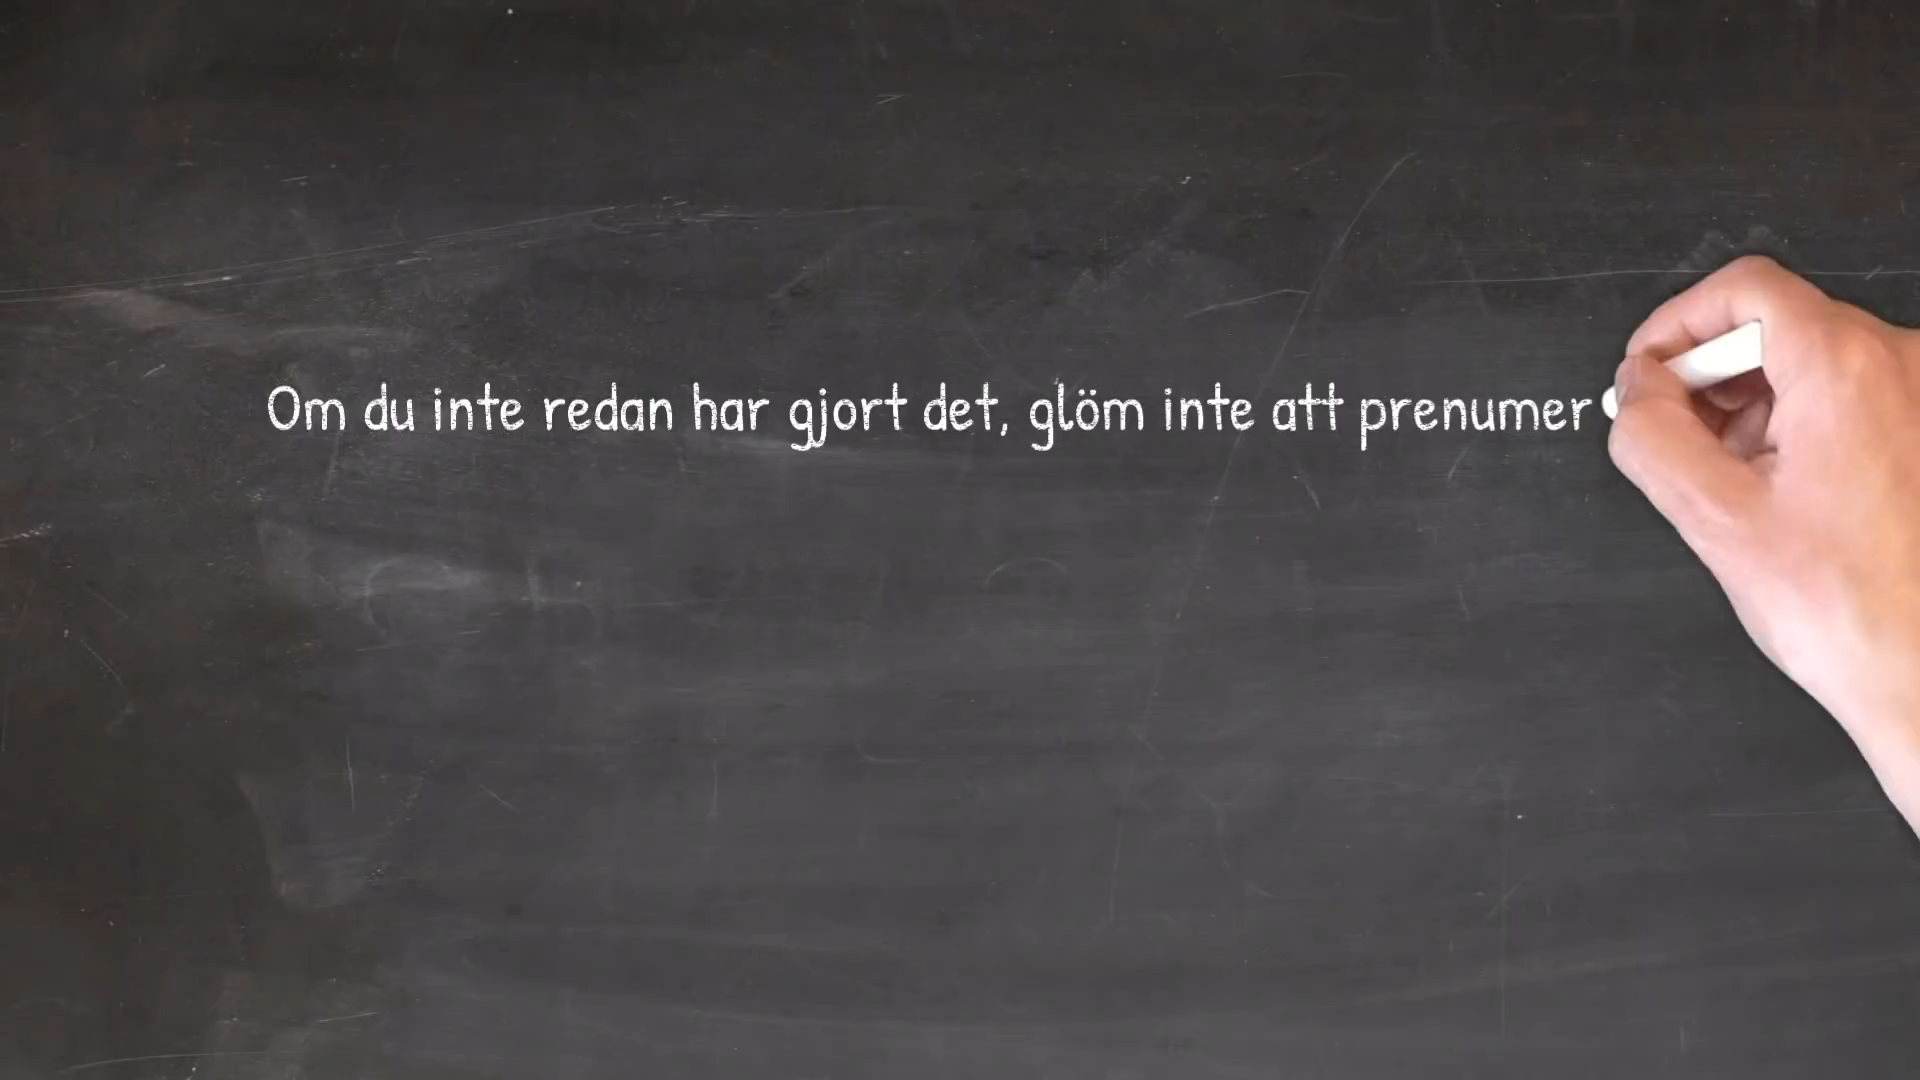 Om du inte redan har gjort det, glöm inte att prenumer